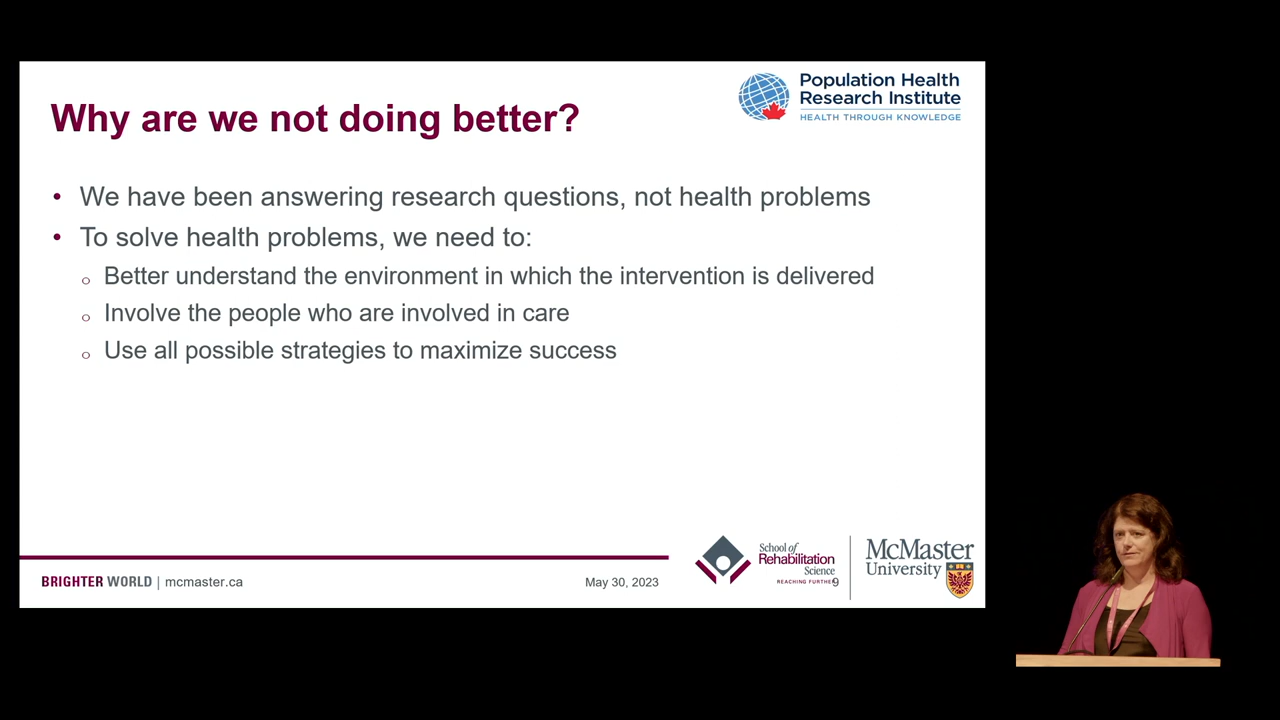 Population Health
Research Institute
HEALTH THROUGH KNOWLEDGE
Why are we not doing better?
• We have been answering research questions, not health problems
• To solve health problems, we need to:
o Better understand the environment in which the intervention is delivered
o Involve the people who are involved in care
o Use all possible strategies to maximize success
BRIGHTER WORLD | mcmaster.ca
May 30, 2023
School of
Rehabilitation
Science
REACHING FURTHER
9
McMaster
University